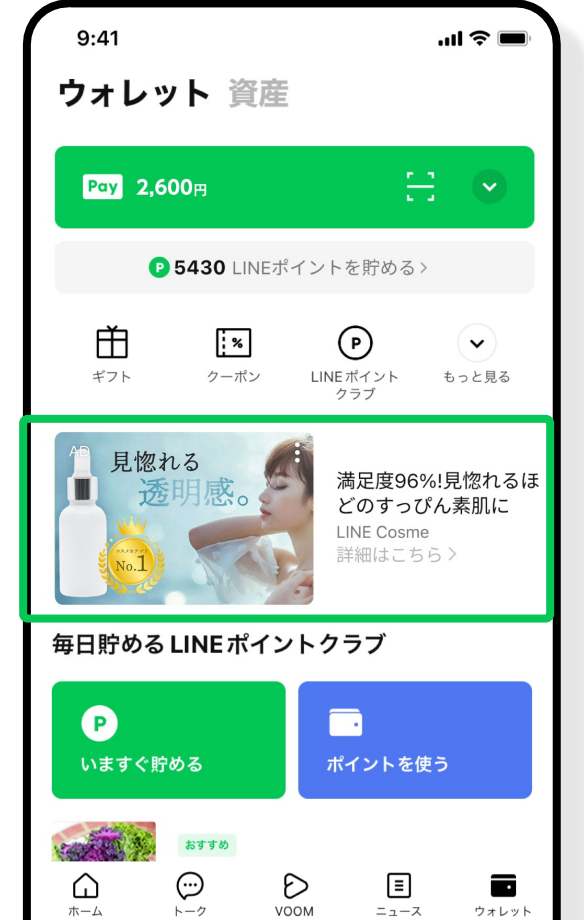 9:41
ウォレット 資産
Pay 2,600円
P 5430 LINEポイントを貯める
%
P
ギフト
クーポン
LINEポイント
クラブ
もっと見る
AD
見惚れる
透明感。
No.1
満足度96%!見惚れるほ
どのすっぴん素肌に
LINE Cosme
詳細はこちら
毎日貯める LINEポイントクラブ
P
いますぐ貯める
ポイントを使う
おすすめ
ホーム
トーク
VOOM
ニュース
ウォレット